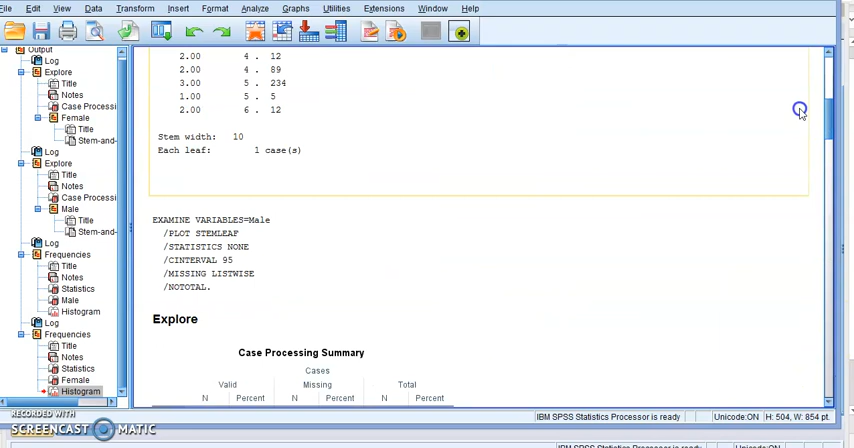 File Edit View Data Transform Insert Format Analyze Graphs Utilities Extensions Window Help
Output
Log
Explore
Title
Notes
Case Processi
Female
Title
Stem-and-
Log
Explore
Title
Notes
Case Processi
Male
Title
Stem-and-
Log
Frequencies
Title
Notes
Statistics
Male
Histogram
Log
Frequencies
Title
Notes
Statistics
Female
Histogram
2.00 4 . 12
2.00 4 . 89
3.00 5 . 234
1.00 5 . 5
2.00 6 . 12
Stem width: 10
Each leaf: 1 case(s)
EXAMINE VARIABLES=Male
/PLOT STEMLEAF
/STATISTICS NONE
/CINTERVAL 95
/MISSING LISTWISE
/NOTOTAL.
Explore
Case Processing Summary
Cases
Valid Missing Total
N Percent N Percent N Percent
IBM SPSS Statistics Processor is ready Unicode:ON H: 504, W: 854 pt.
RECORDED WITH
SCREENCAST MATIC